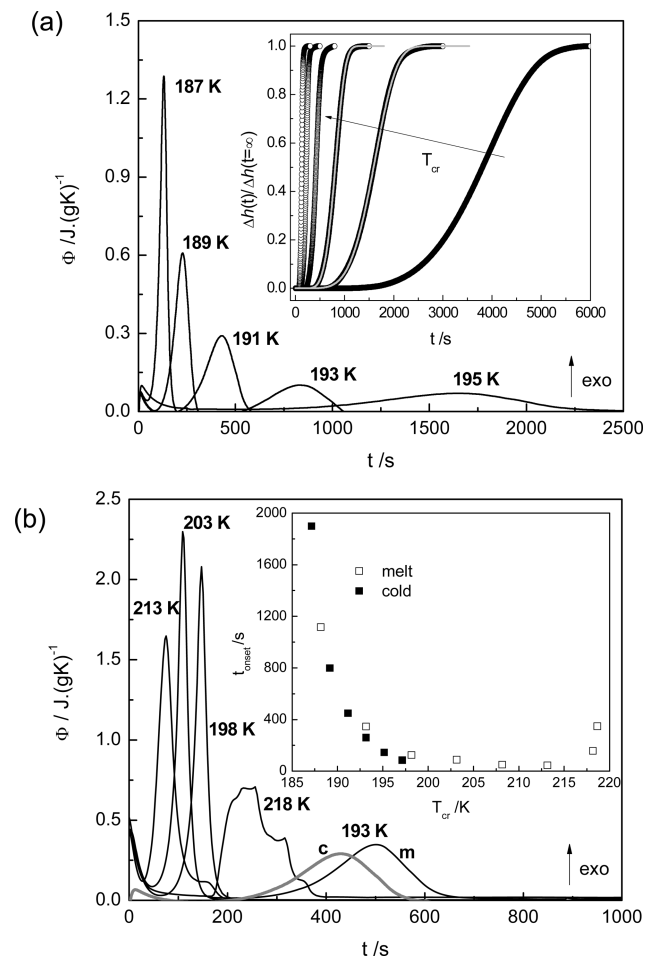 (a)
1.5
1.2
0.9
0.6
0.3
0.0
Φ /J.(gK)⁻¹
187 K
189 K
191 K
193 K
195 K
exo
0
500
1000
1500
2000
2500
t /s
1.0
0.8
0.6
0.4
0.2
0.0
Δh(t)/Δh(t=∞)
T_cr
0
1000
2000
3000
4000
5000
6000
t /s
(b)
2.5
2.0
1.5
1.0
0.5
0.0
Φ / J.(gK)⁻¹
203 K
213 K
198 K
218 K
193 K
c
m
exo
0
200
400
600
800
1000
t /s
2000
1600
1200
800
400
0
t_onset/s
melt
cold
185
190
195
200
205
210
215
220
T_cr /K